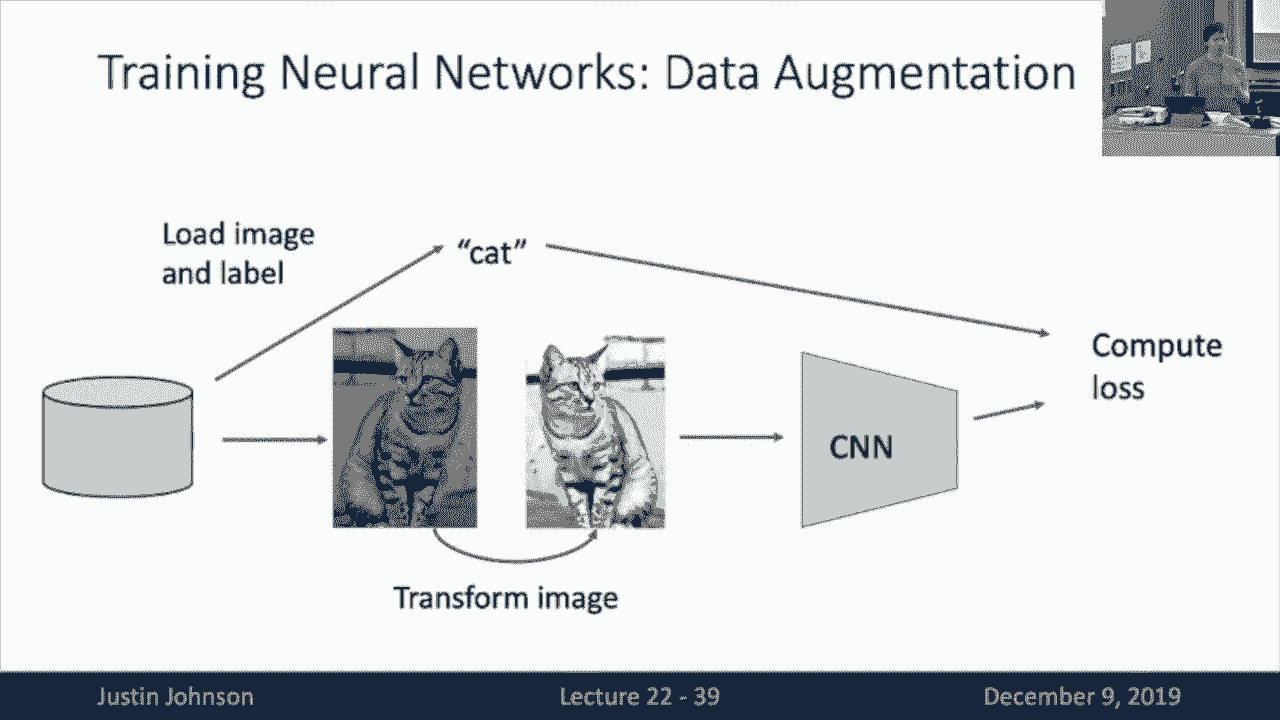 Training Neural Networks: Data Augmentation
Load image
and label
“cat”
Compute
loss
CNN
Transform image
Justin Johnson
Lecture 22 - 39
December 9, 2019